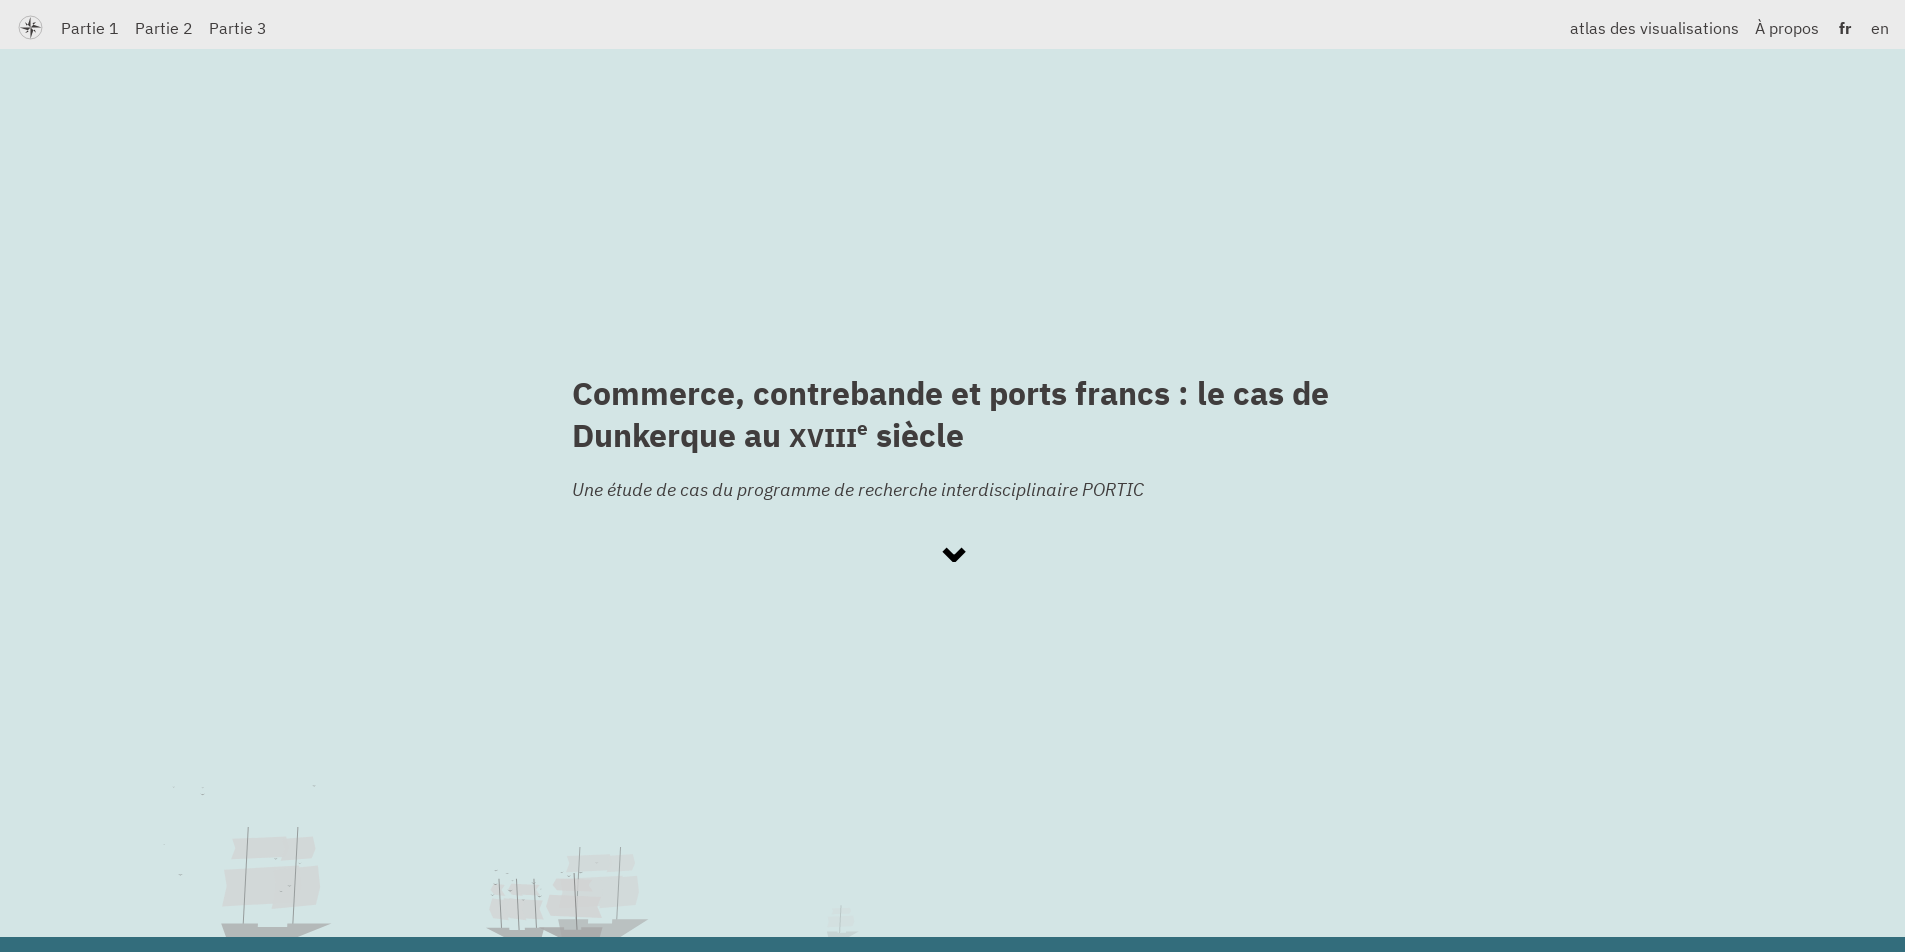 Partie 1 Partie 2 Partie 3 atlas des visualisations À propos fr en
Commerce, contrebande et ports francs : le cas de
Dunkerque au XVIIIe siècle
Une étude de cas du programme de recherche interdisciplinaire PORTIC